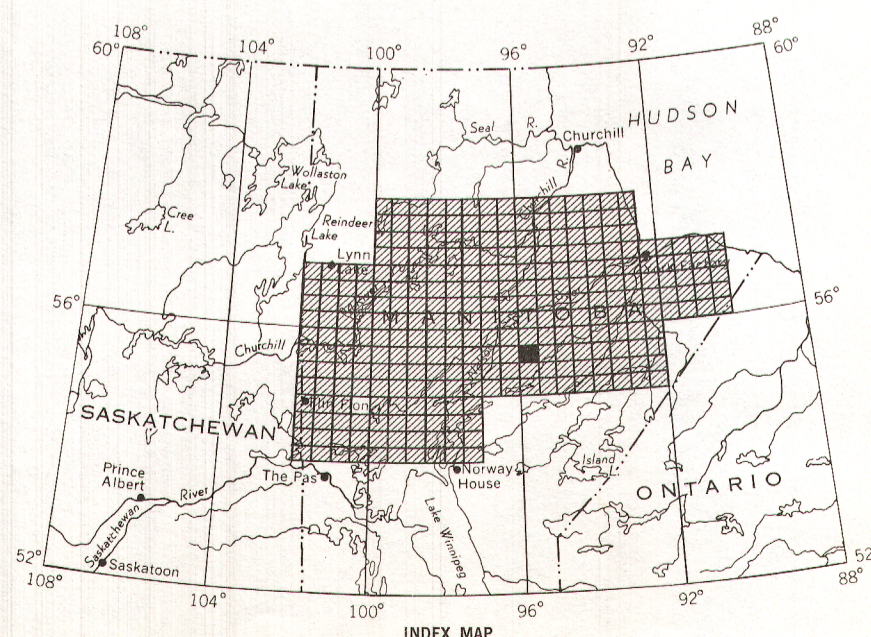 108°
104°
100°
96°
92°
88°
60°
60°
HUDSON
BAY
Seal R.
Churchill
Churchill R.
Wollaston
Lake
Cree
L.
Reindeer
Lake
Lynn
Lake
56°
56°
MANITOBA
Nelson
Churchill
Flin Flon
SASKATCHEWAN
Prince
Albert
River
The Pas
Norway
House
Island
L.
ONTARIO
Saskatchewan
Lake Winnipeg
Saskatoon
52°
52
108°
104°
100°
96°
92°
88°
INDEX MAP